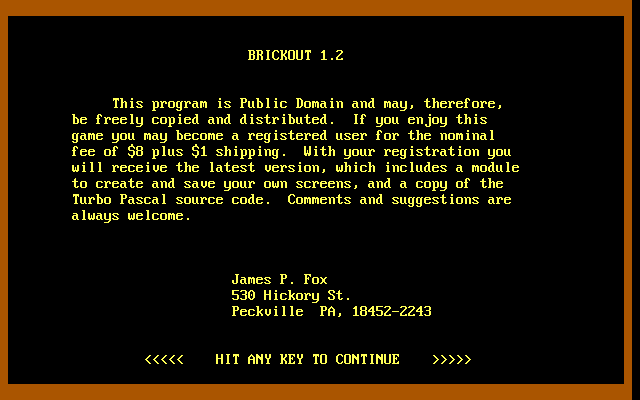 BRICKOUT 1.2
This program is Public Domain and may, therefore,
be freely copied and distributed.  If you enjoy this
game you may become a registered user for the nominal
fee of $8 plus $1 shipping.  With your registration you
will receive the latest version, which includes a module
to create and save your own screens, and a copy of the
Turbo Pascal source code.  Comments and suggestions are
always welcome.
James P. Fox
530 Hickory St.
Peckville  PA, 18452-2243
<<<<<    HIT ANY KEY TO CONTINUE    >>>>>